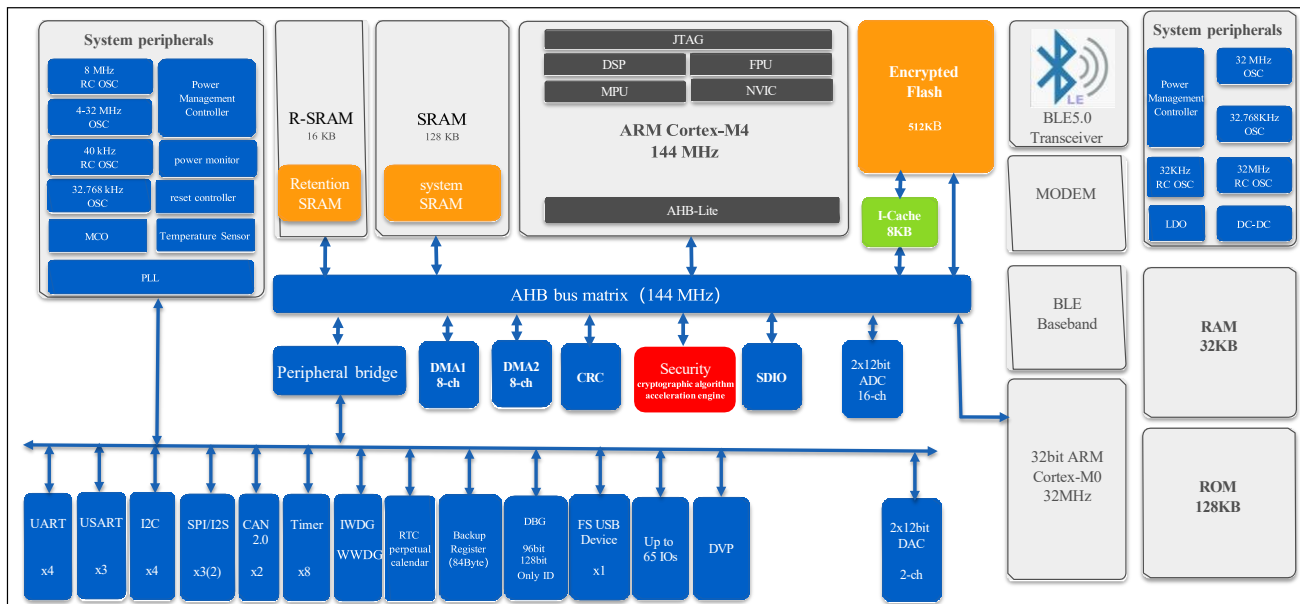 System peripherals
8 MHz
RC OSC
4-32 MHz
OSC
40 kHz
RC OSC
32.768 kHz
OSC
MCO
PLL
Power
Management
Controller
power monitor
reset controller
Temperature Sensor
R-SRAM
16 KB
Retention
SRAM
SRAM
128 KB
system
SRAM
JTAG
DSP
FPU
MPU
NVIC
ARM Cortex-M4
144 MHz
AHB-Lite
Encrypted
Flash
512KB
I-Cache
8KB
LE
BLE5.0
Transceiver
MODEM
BLE
Baseband
32bit ARM
Cortex-M0
32MHz
System peripherals
Power
Management
Controller
32 MHz
OSC
32.768KHz
OSC
32KHz
RC OSC
32MHz
RC OSC
LDO
DC-DC
RAM
32KB
ROM
128KB
AHB bus matrix (144 MHz)
Peripheral bridge
DMA1
8-ch
DMA2
8-ch
CRC
Security
cryptographic algorithm
acceleration engine
SDIO
2x12bit
ADC
16-ch
UART
x4
USART
x3
I2C
x4
SPI/I2S
x3(2)
CAN
2.0
x2
Timer
x8
IWDG
WWDG
RTC
perpetual
calendar
Backup
Register
(84Byte)
DBG
96bit
128bit
Only ID
FS USB
Device
x1
Up to
65 IOs
DVP
2x12bit
DAC
2-ch